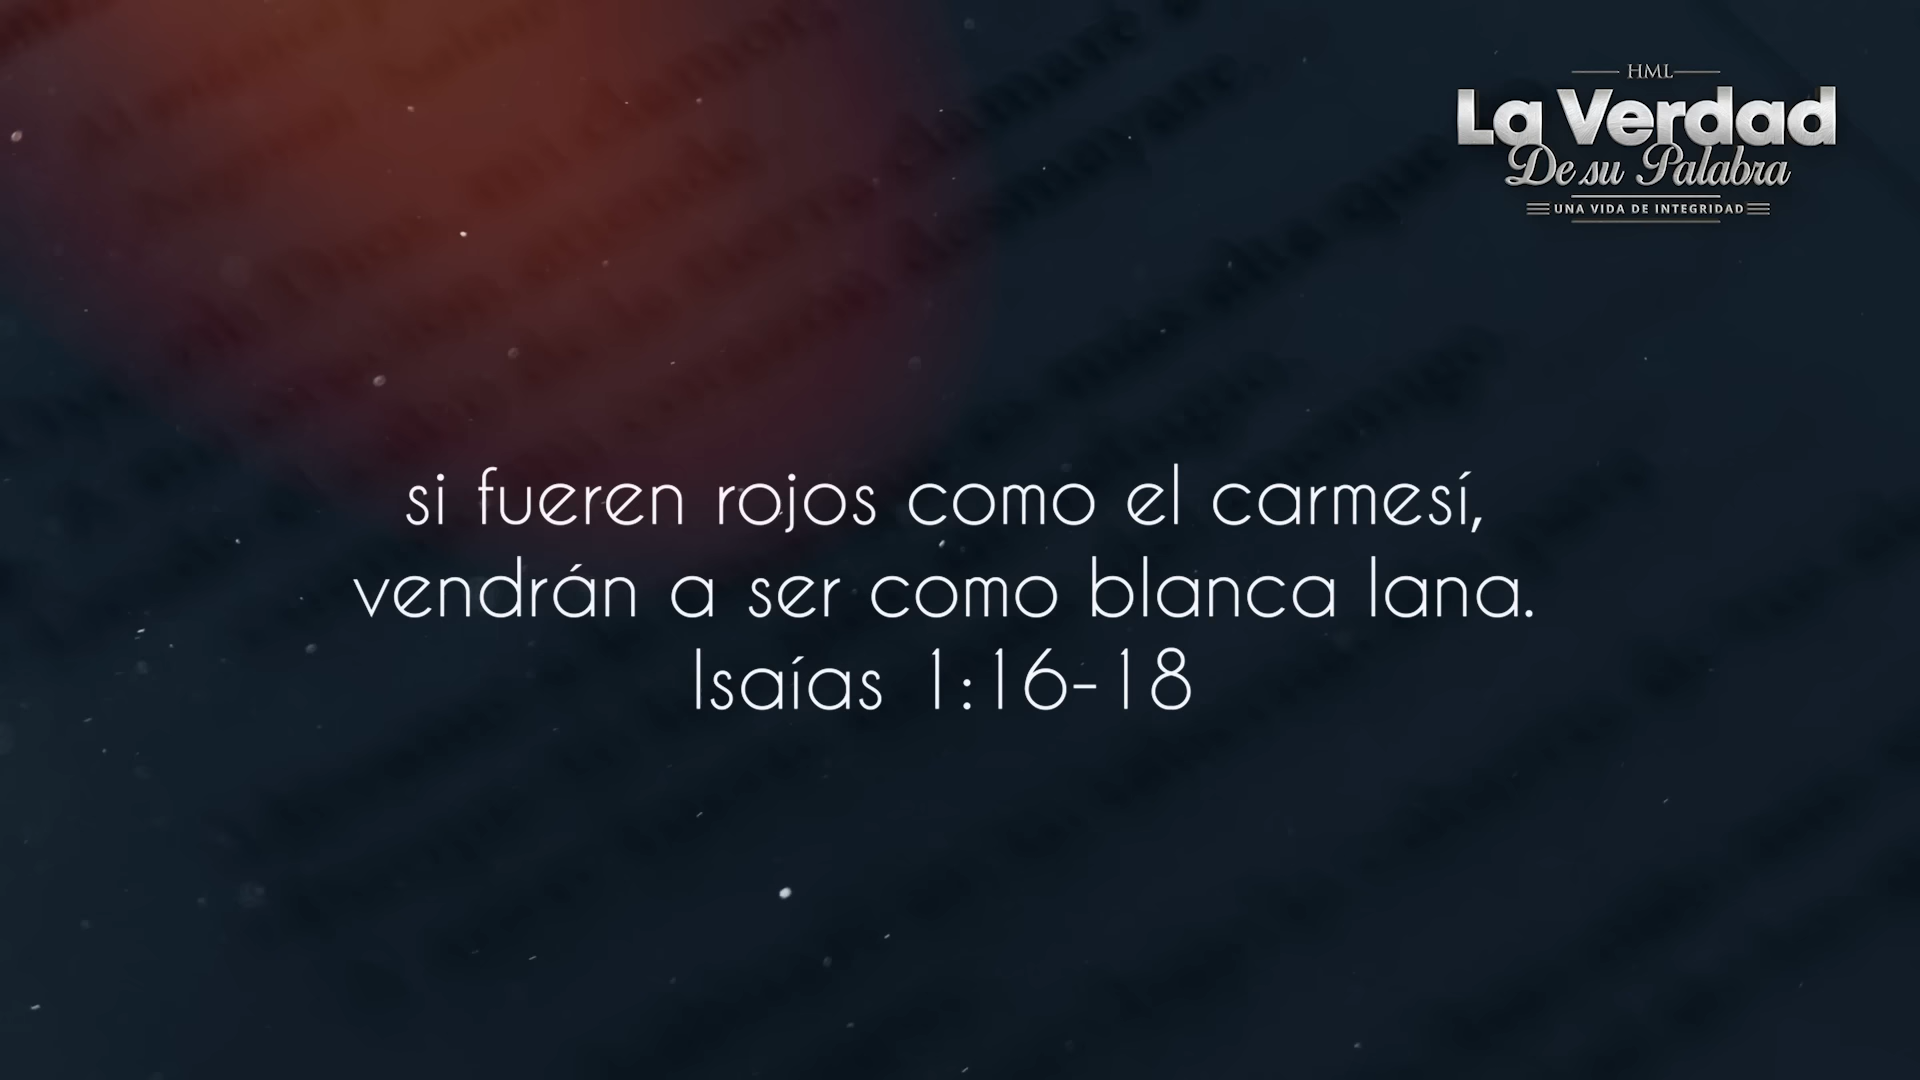 HML
La Verdad
De su Palabra
UNA VIDA DE INTEGRIDAD
si fueren rojos como el carmesí,
vendrán a ser como blanca lana.
Isaías 1:16-18